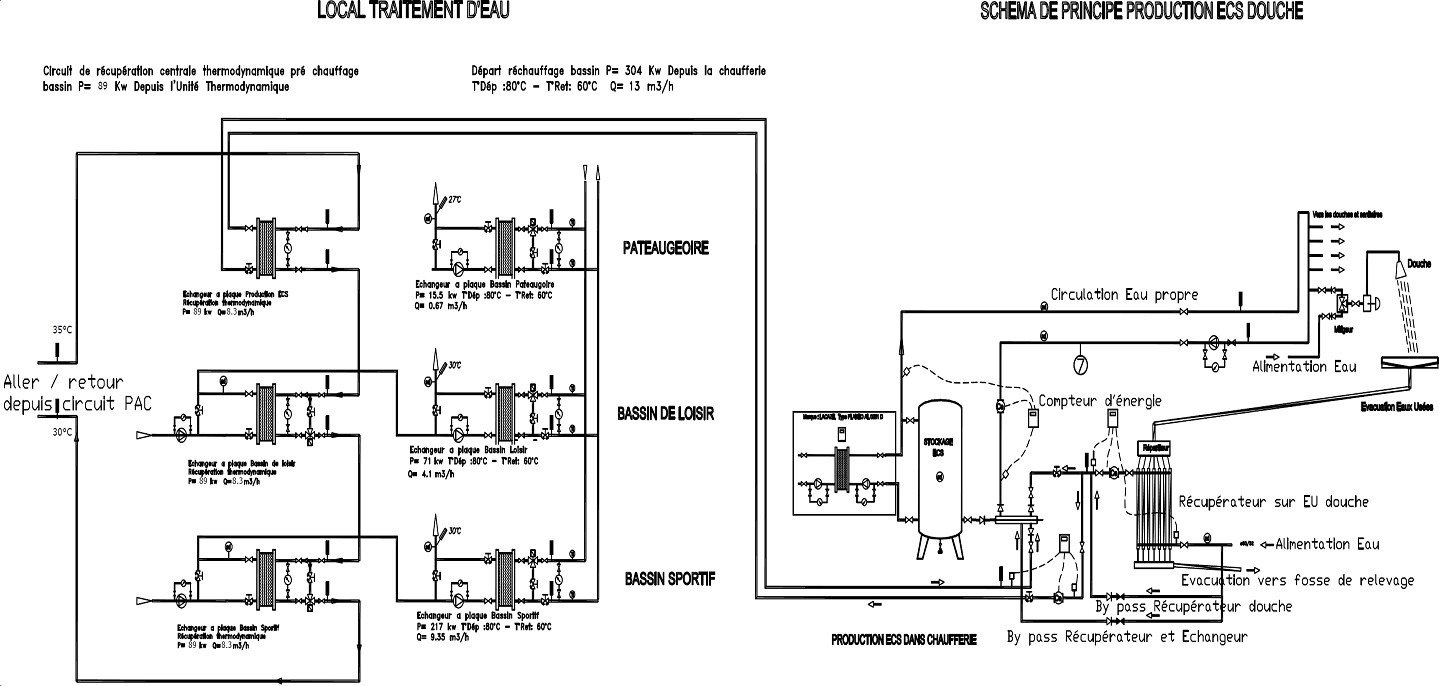 LOCAL TRAITEMENT D'EAU
SCHEMA DE PRINCIPE PRODUCTION ECS DOUCHE
Circuit de récupération centrale thermodynamique pré chauffage
bassin P= 89 Kw Depuis l'Unité Thermodynamique
Départ réchauffage bassin P= 304 Kw Depuis la chaufferie
T°Dép :80°C - T°Ret: 60°C Q= 13 m3/h
27°C
PATEAUGEOIRE
Echangeur a plaque Production ECS
Récupération thermodynamique
P= 89 kw Q=8.3m3/h
Echangeur a plaque Bassin Pateaugoire
P= 15.5 kw T°Dép :80°C - T°Ret: 60°C
Q= 0.67 m3/h
35°C
Aller / retour
depuis circuit PAC
30°C
30°C
BASSIN DE LOISIR
Echangeur a plaque Bassin de loisir
Récupération thermodynamique
P= 89 kw Q=8.3m3/h
Echangeur a plaque Bassin Loisir
P= 71 kw T°Dép :80°C - T°Ret: 60°C
Q= 4.1 m3/h
30°C
BASSIN SPORTIF
Echangeur a plaque Bassin Sportif
Récupération thermodynamique
P= 89 kw Q=8.3m3/h
Echangeur a plaque Bassin Sportif
P= 217 kw T°Dép :80°C - T°Ret: 60°C
Q= 9.35 m3/h
Vers les douches et sanitaires
Douche
Circulation Eau propre
Mitigeur
Alimentation Eau
Compteur d'énergie
Evacuation Eaux Usées
STOCKAGE
ECS
Répartiteur
Récupérateur sur EU douche
Alimentation Eau
Evacuation vers fosse de relevage
By pass Récupérateur douche
By pass Récupérateur et Echangeur
PRODUCTION ECS DANS CHAUFFERIE